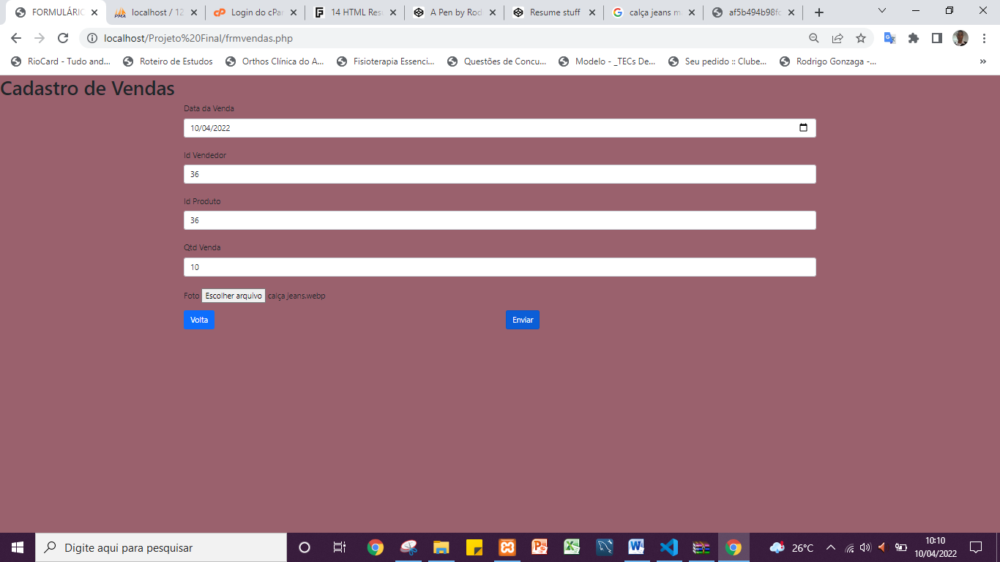 FORMULÁRIC
localhost / 12
cP Login do cPar
14 HTML Resu
A Pen by Rod
Resume stuff
calça jeans m
af5b494b98fc
localhost/Projeto%20Final/frmvendas.php
RioCard - Tudo and...
Roteiro de Estudos
Orthos Clínica do A...
Fisioterapia Essenci...
Questões de Concu...
Modelo - _TECs De...
Seu pedido :: Clube...
Rodrigo Gonzaga -...
Cadastro de Vendas
Data da Venda
10/04/2022
Id Vendedor
36
Id Produto
36
Qtd Venda
10
Foto Escolher arquivo calça jeans.webp
Volta
Enviar
Digite aqui para pesquisar
26°C
10:10
10/04/2022